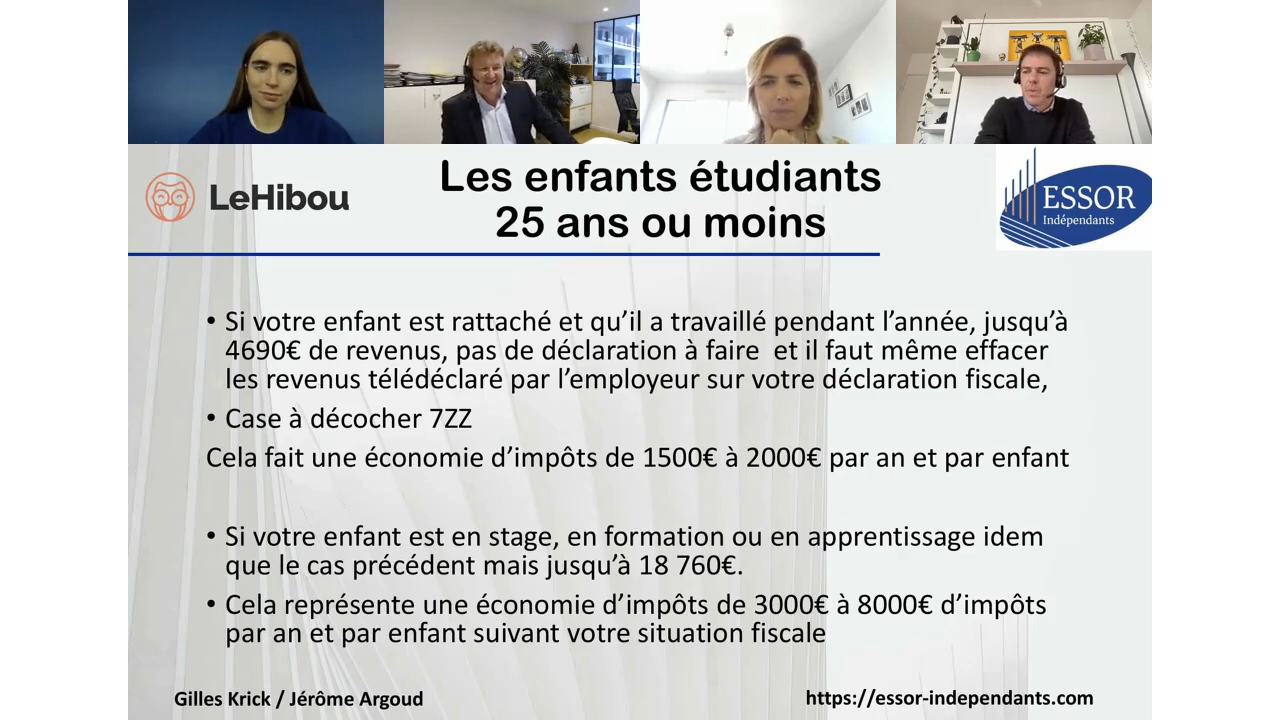 LeHibou
Les enfants étudiants
25 ans ou moins
ESSOR
Indépendants
• Si votre enfant est rattaché et qu’il a travaillé pendant l’année, jusqu’à
4690€ de revenus, pas de déclaration à faire et il faut même effacer
les revenus télédéclaré par l’employeur sur votre déclaration fiscale,
• Case à décocher 7ZZ
Cela fait une économie d’impôts de 1500€ à 2000€ par an et par enfant
• Si votre enfant est en stage, en formation ou en apprentissage idem
que le cas précédent mais jusqu’à 18 760€.
• Cela représente une économie d’impôts de 3000€ à 8000€ d’impôts
par an et par enfant suivant votre situation fiscale
Gilles Krick / Jérôme Argoud
https://essor-independants.com